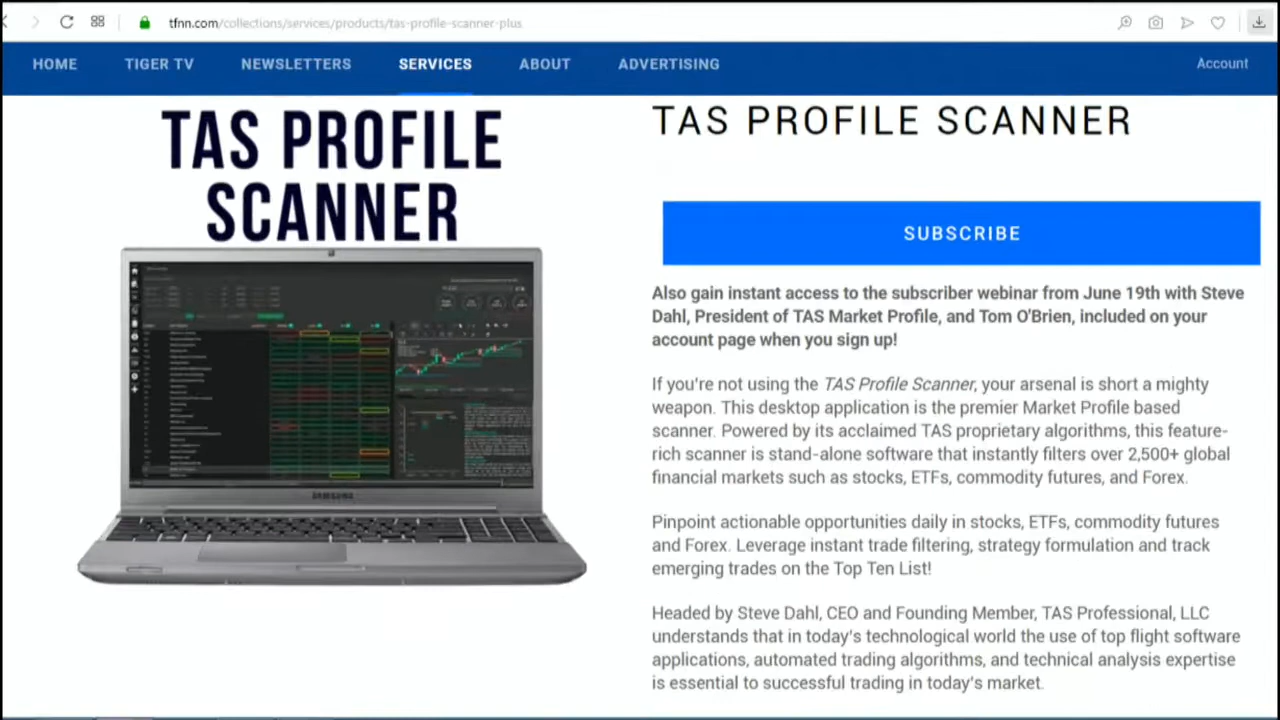 tfnn.com/collections/services/products/tas-profile-scanner-plus
HOME TIGER TV NEWSLETTERS SERVICES ABOUT ADVERTISING Account
TAS PROFILE
SCANNER
SAMSUNG
TAS PROFILE SCANNER
SUBSCRIBE
Also gain instant access to the subscriber webinar from June 19th with Steve
Dahl, President of TAS Market Profile, and Tom O'Brien, included on your
account page when you sign up!
If you're not using the TAS Profile Scanner, your arsenal is short a mighty
weapon. This desktop application is the premier Market Profile based
scanner. Powered by its acclaimed TAS proprietary algorithms, this feature-
rich scanner is stand-alone software that instantly filters over 2,500+ global
financial markets such as stocks, ETFs, commodity futures, and Forex.
Pinpoint actionable opportunities daily in stocks, ETFs, commodity futures
and Forex. Leverage instant trade filtering, strategy formulation and track
emerging trades on the Top Ten List!
Headed by Steve Dahl, CEO and Founding Member, TAS Professional, LLC
understands that in today's technological world the use of top flight software
applications, automated trading algorithms, and technical analysis expertise
is essential to successful trading in today's market.